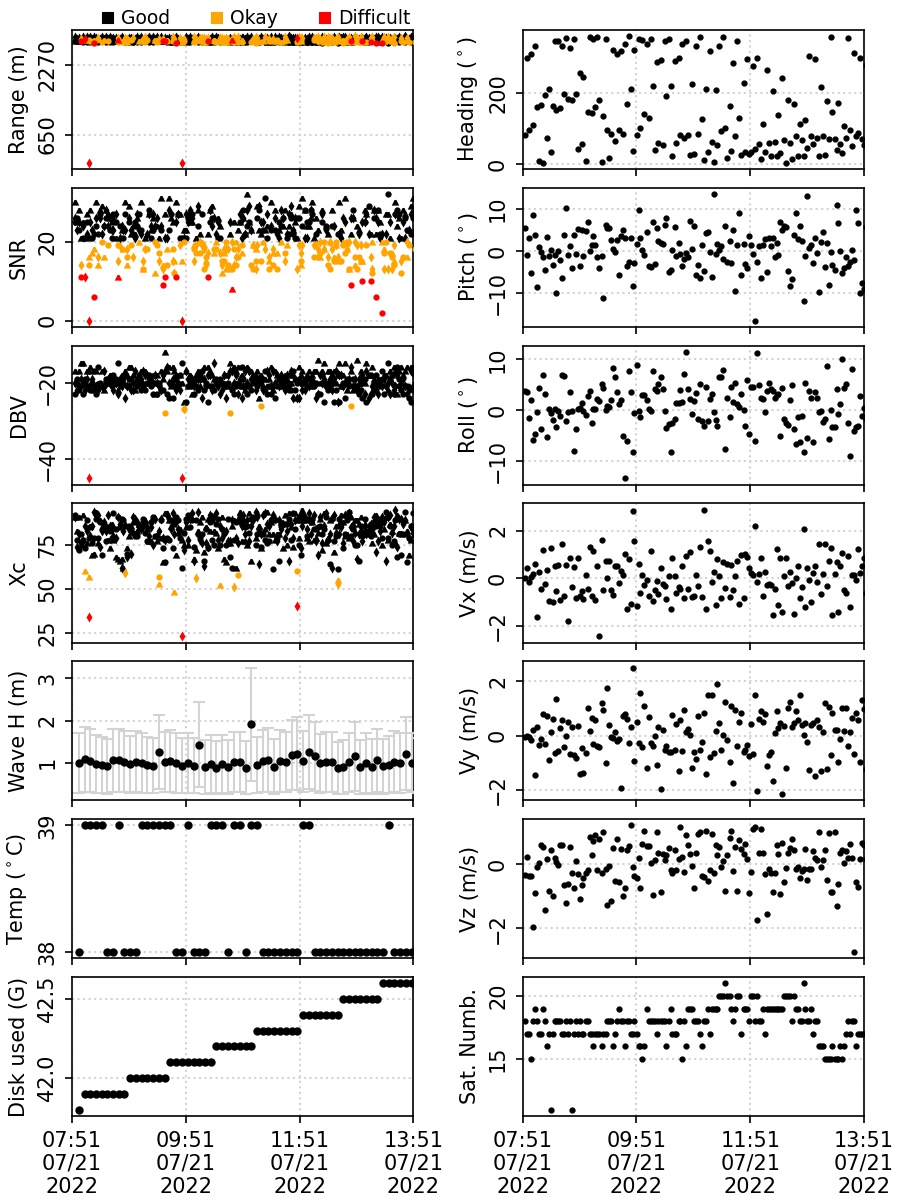 Good Okay Difficult
Range (m)
2270
650
Heading (°)
200
0
SNR
20
0
Pitch (°)
10
0
−10
DBV
−20
−40
Roll (°)
10
0
−10
Xc
75
50
25
Vx (m/s)
2
0
−2
Wave H (m)
3
2
1
Vy (m/s)
2
0
−2
Temp (°C)
39
38
Vz (m/s)
0
−2
Disk used (G)
42.5
42.0
Sat. Numb.
20
15
07:51 09:51 11:51 13:51 07:51 09:51 11:51 13:51
07/21 07/21 07/21 07/21 07/21 07/21 07/21 07/21
2022 2022 2022 2022 2022 2022 2022 2022